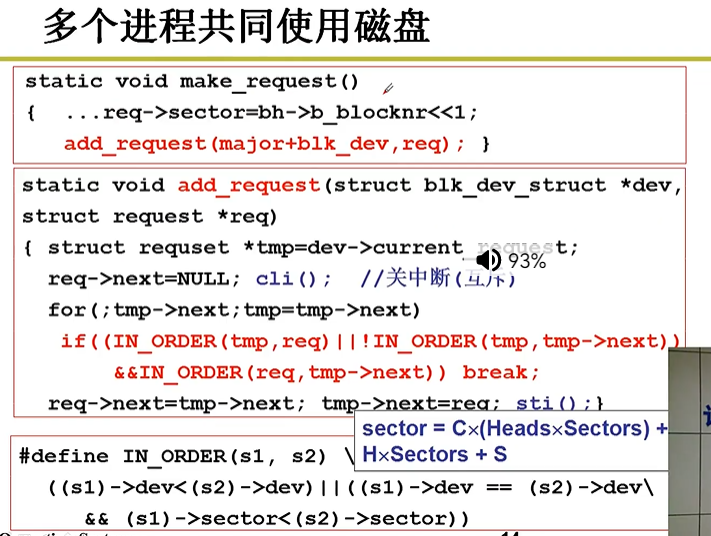 多个进程共同使用磁盘
static void make_request()
{ ...req->sector=bh->b_blocknr<<1;
add_request(major+blk_dev,req); }
static void add_request(struct blk_dev_struct *dev,
struct request *req)
{ struct requset *tmp=dev->current_request;
93%
req->next=NULL; cli(); //关中断(互斥)
for(;tmp->next;tmp=tmp->next)
if((IN_ORDER(tmp,req)||!IN_ORDER(tmp,tmp->next))
&&IN_ORDER(req,tmp->next)) break;
req->next=tmp->next; tmp->next=req; sti();}
sector = C×(Heads×Sectors) +
H×Sectors + S
#define IN_ORDER(s1, s2) \
((s1)->dev<(s2)->dev)||((s1)->dev == (s2)->dev\
&& (s1)->sector<(s2)->sector))